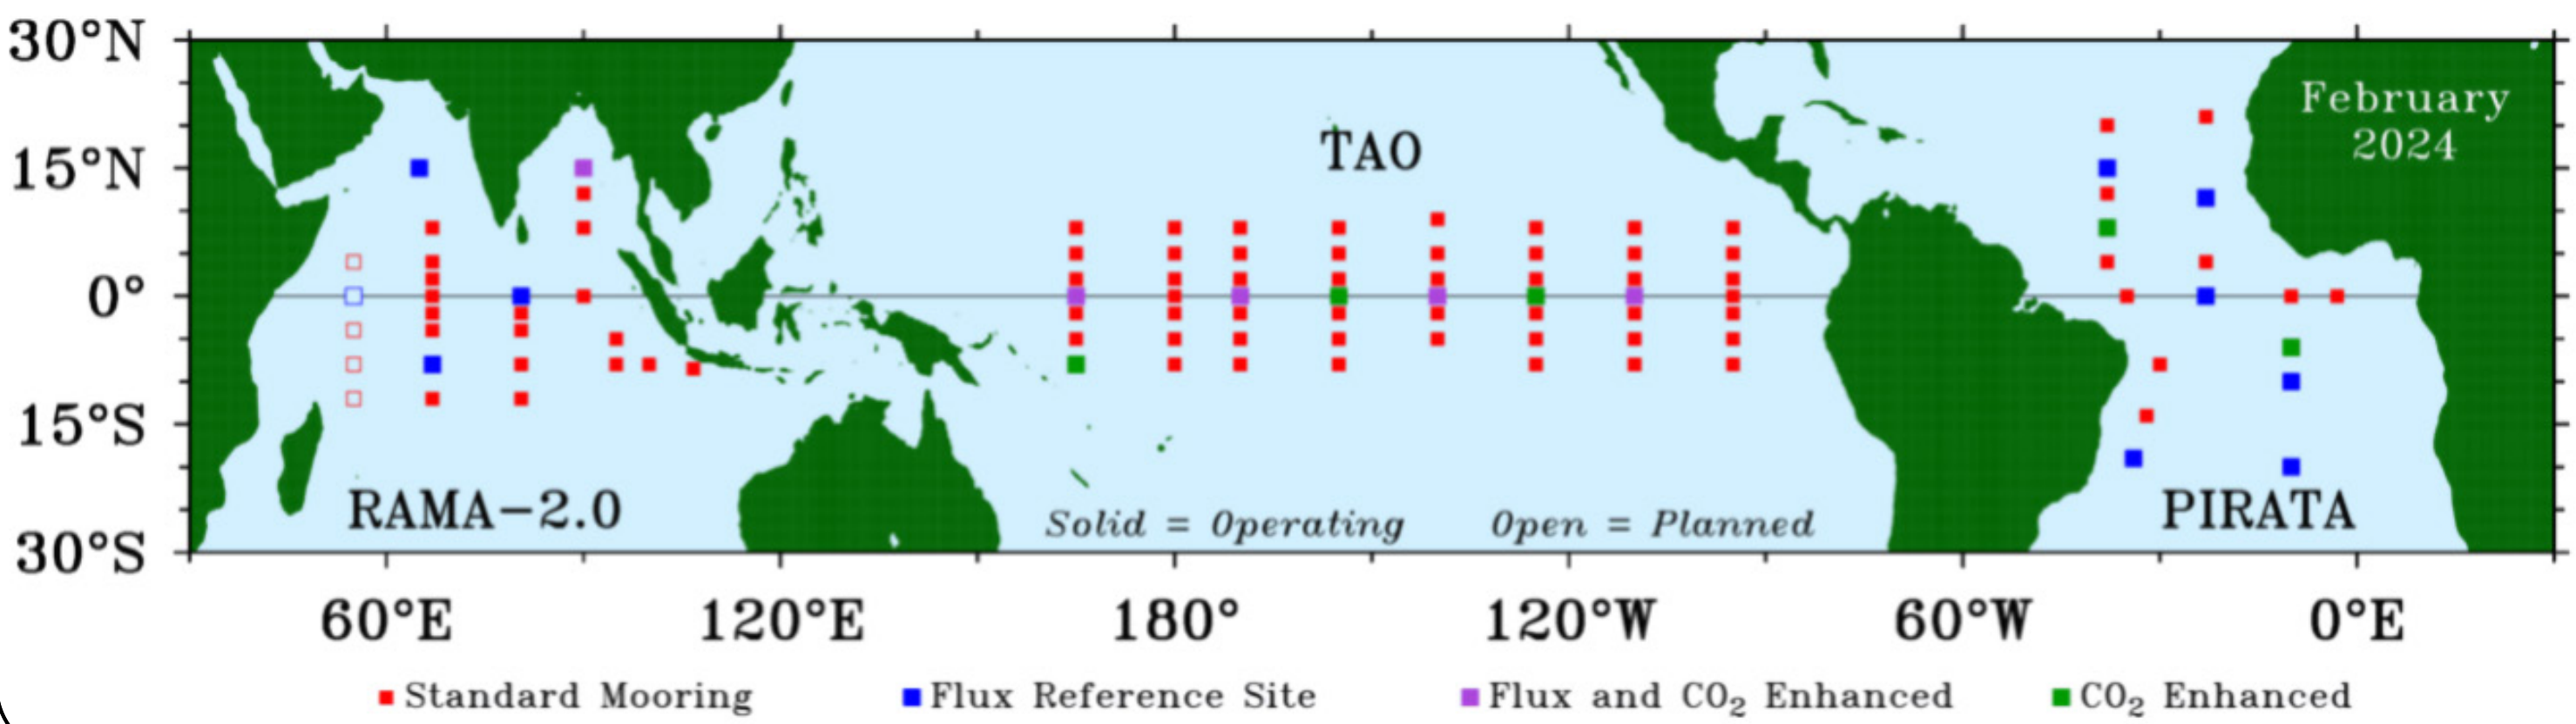 30°N
15°N
0°
15°S
30°S
February
2024
TAO
RAMA-2.0
Solid = Operating Open = Planned
PIRATA
60°E 120°E 180° 120°W 60°W 0°E
Standard Mooring Flux Reference Site Flux and CO₂ Enhanced CO₂ Enhanced